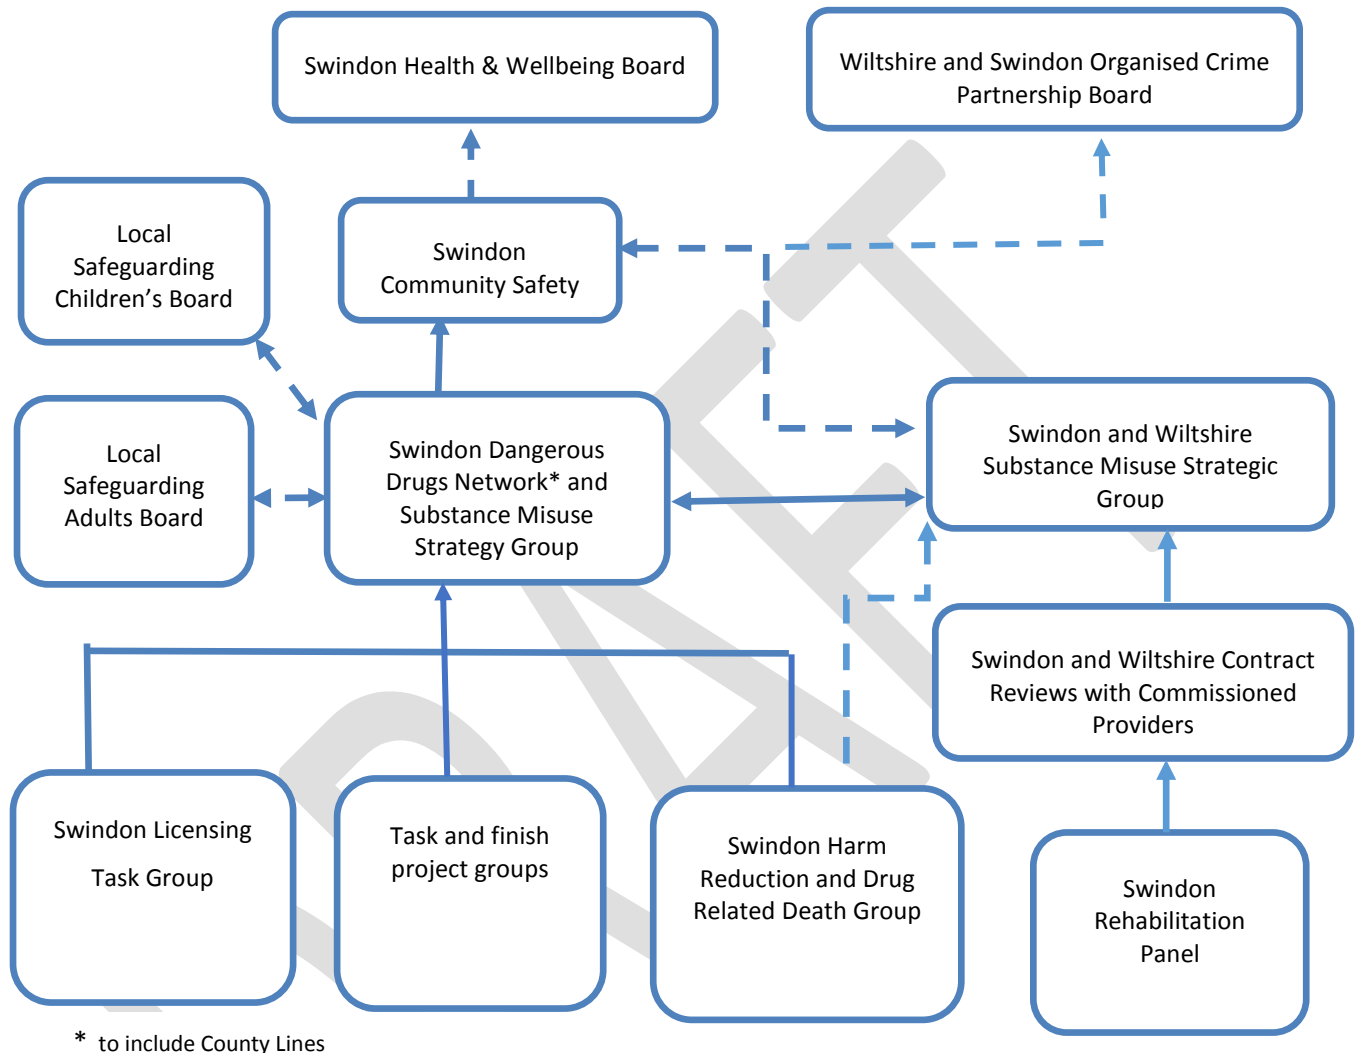 Swindon Health & Wellbeing Board
Wiltshire and Swindon Organised Crime
Partnership Board
Local
Safeguarding
Children’s Board
Swindon
Community Safety
Local
Safeguarding
Adults Board
Swindon Dangerous
Drugs Network* and
Substance Misuse
Strategy Group
Swindon and Wiltshire
Substance Misuse Strategic
Group
Swindon and Wiltshire Contract
Reviews with Commissioned
Providers
Swindon Licensing
Task Group
Task and finish
project groups
Swindon Harm
Reduction and Drug
Related Death Group
Swindon
Rehabilitation
Panel
* to include County Lines
DRAFT